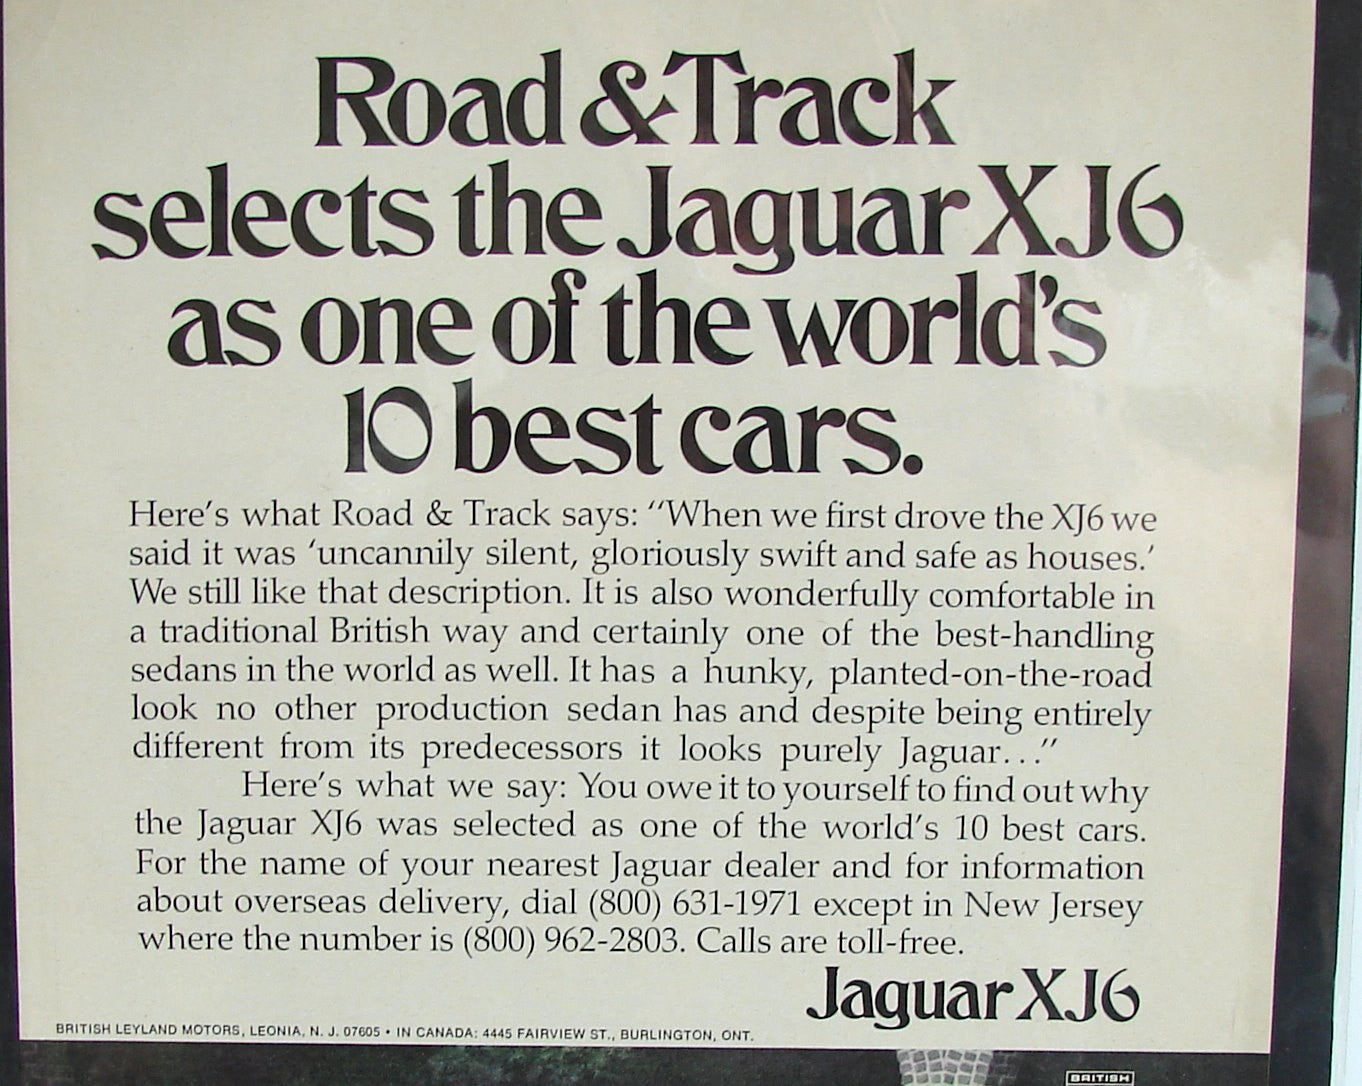 Road & Track
selects the Jaguar XJ6
as one of the world's
10 best cars.
Here's what Road & Track says: "When we first drove the XJ6 we
said it was 'uncannily silent, gloriously swift and safe as houses.'
We still like that description. It is also wonderfully comfortable in
a traditional British way and certainly one of the best-handling
sedans in the world as well. It has a hunky, planted-on-the-road
look no other production sedan has and despite being entirely
different from its predecessors it looks purely Jaguar..."
Here's what we say: You owe it to yourself to find out why
the Jaguar XJ6 was selected as one of the world's 10 best cars.
For the name of your nearest Jaguar dealer and for information
about overseas delivery, dial (800) 631-1971 except in New Jersey
where the number is (800) 962-2803. Calls are toll-free.
Jaguar XJ6
BRITISH LEYLAND MOTORS, LEONIA, N. J. 07605 • IN CANADA: 4445 FAIRVIEW ST., BURLINGTON, ONT.
BRITISH